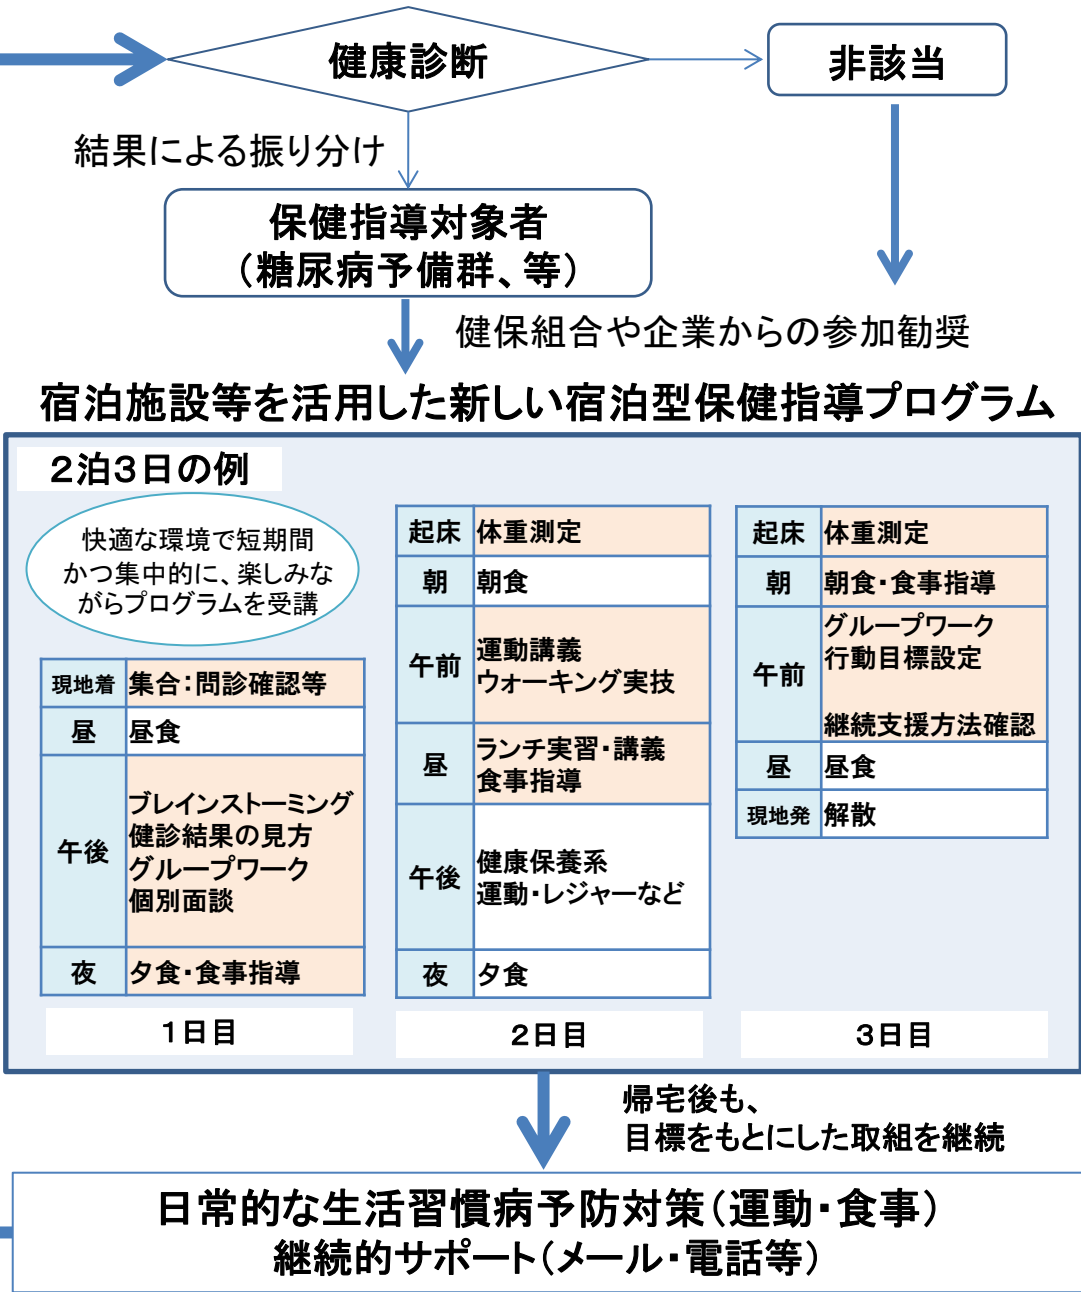 健康診断
非該当
結果による振り分け
保健指導対象者
（糖尿病予備群、等）
健保組合や企業からの参加勧奨
宿泊施設等を活用した新しい宿泊型保健指導プログラム
２泊３日の例
快適な環境で短期間
かつ集中的に、楽しみな
がらプログラムを受講
現地着 集合：問診確認等
昼 昼食
午後
ブレインストーミング
健診結果の見方
グループワーク
個別面談
夜 夕食・食事指導
１日目
起床 体重測定
朝 朝食
午前
運動講義
ウォーキング実技
昼
ランチ実習・講義
食事指導
午後
健康保養系
運動・レジャーなど
夜 夕食
２日目
起床 体重測定
朝 朝食・食事指導
午前
グループワーク
行動目標設定
継続支援方法確認
昼 昼食
現地発 解散
３日目
帰宅後も、
目標をもとにした取組を継続
日常的な生活習慣病予防対策（運動・食事）
継続的サポート（メール・電話等）